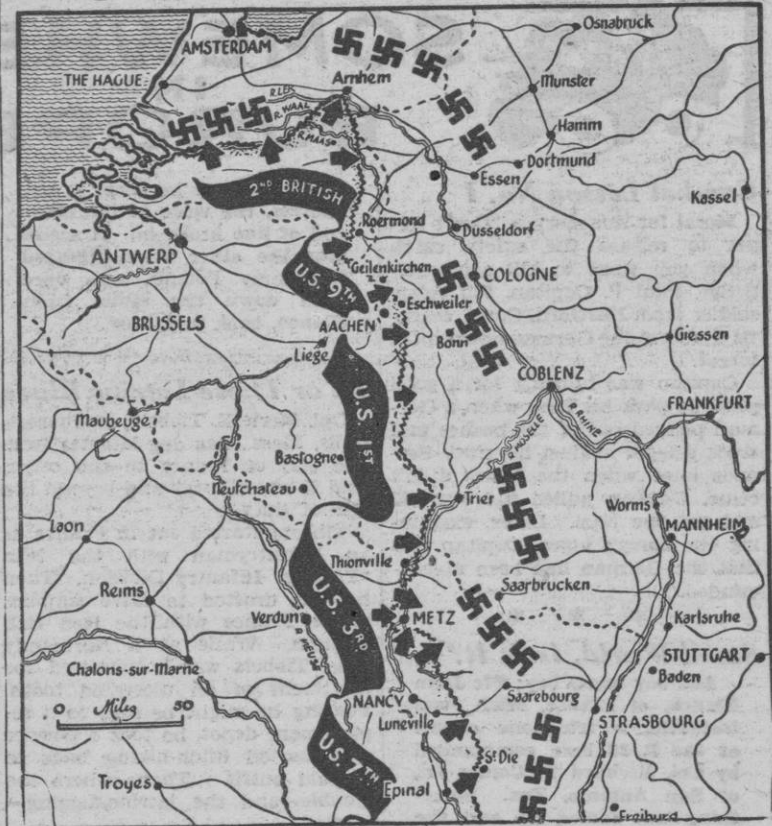 Osnabruck
AMSTERDAM
THE HAGUE
Arnhem
Munster
R. LEK
R. WAAL
R. MAAS
Hamm
Dortmund
Essen
Kassel
2ND BRITISH
Roermond
Dusseldorf
ANTWERP
U.S. 9TH
Geilenkirchen
COLOGNE
Eschweiler
BRUSSELS
AACHEN
Bonn
Giessen
Liege
COBLENZ
U.S. 1ST
FRANKFURT
Maubeuge
R. MOSELLE
R. RHINE
Bastogne
Neufchateau
Trier
Worms
Laon
MANNHEIM
Thionville
Saarbrucken
Reims
U.S. 3RD
Verdun
METZ
Karlsruhe
R. MEUSE
STUTTGART
Chalons-sur-Marne
Baden
NANCY
Saarebourg
0 Miles 50
Luneville
STRASBOURG
U.S. 7TH
St Die
Troyes
Epinal
Freiburg